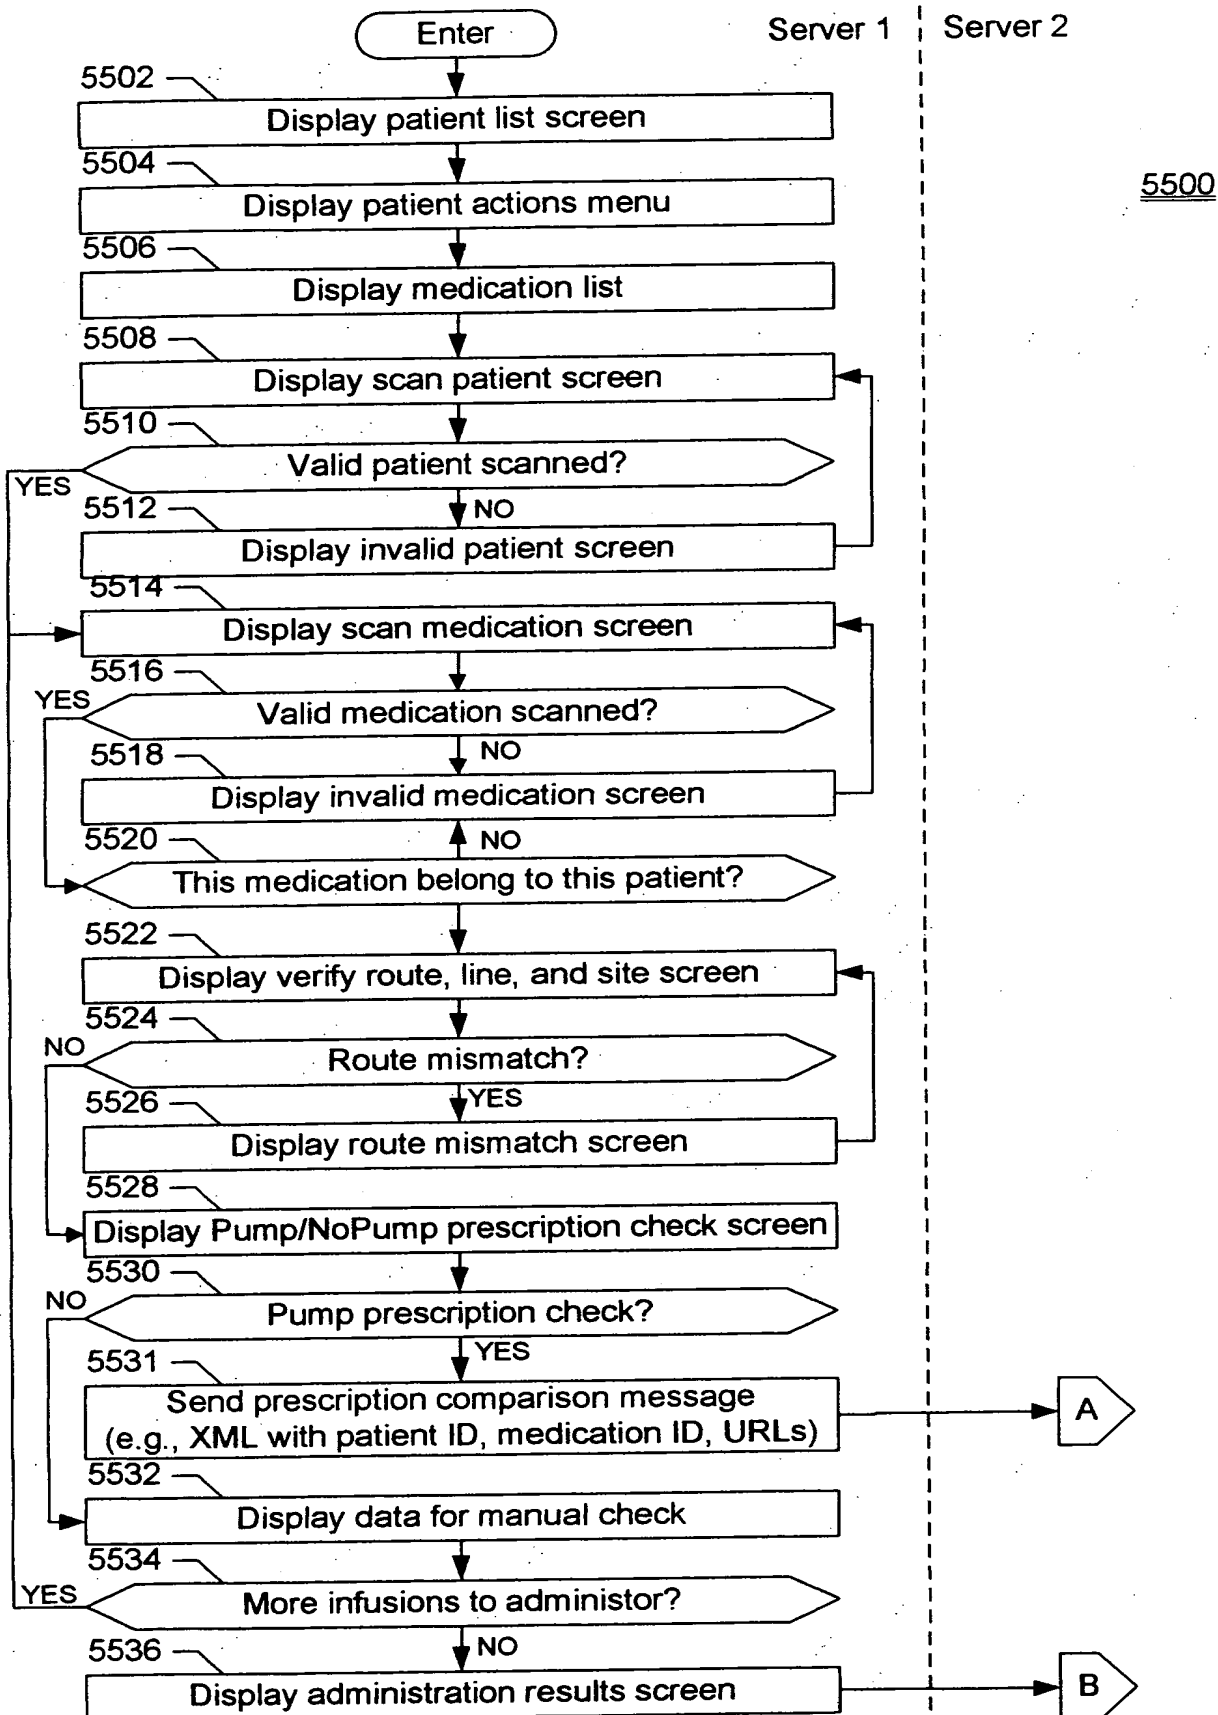 Enter
Server 1
Server 2
5502
Display patient list screen
5504
5500
Display patient actions menu
5506
Display medication list
5508
Display scan patient screen
5510
Valid patient scanned?
YES
NO
5512
Display invalid patient screen
5514
Display scan medication screen
5516
YES
Valid medication scanned?
NO
5518
Display invalid medication screen
5520
NO
This medication belong to this patient?
5522
Display verify route, line, and site screen
5524
NO
Route mismatch?
YES
5526
Display route mismatch screen
5528
Display Pump/NoPump prescription check screen
5530
NO
Pump prescription check?
YES
5531
Send prescription comparison message
(e.g., XML with patient ID, medication ID, URLs)
A
5532
Display data for manual check
5534
YES
More infusions to administor?
NO
5536
Display administration results screen
B